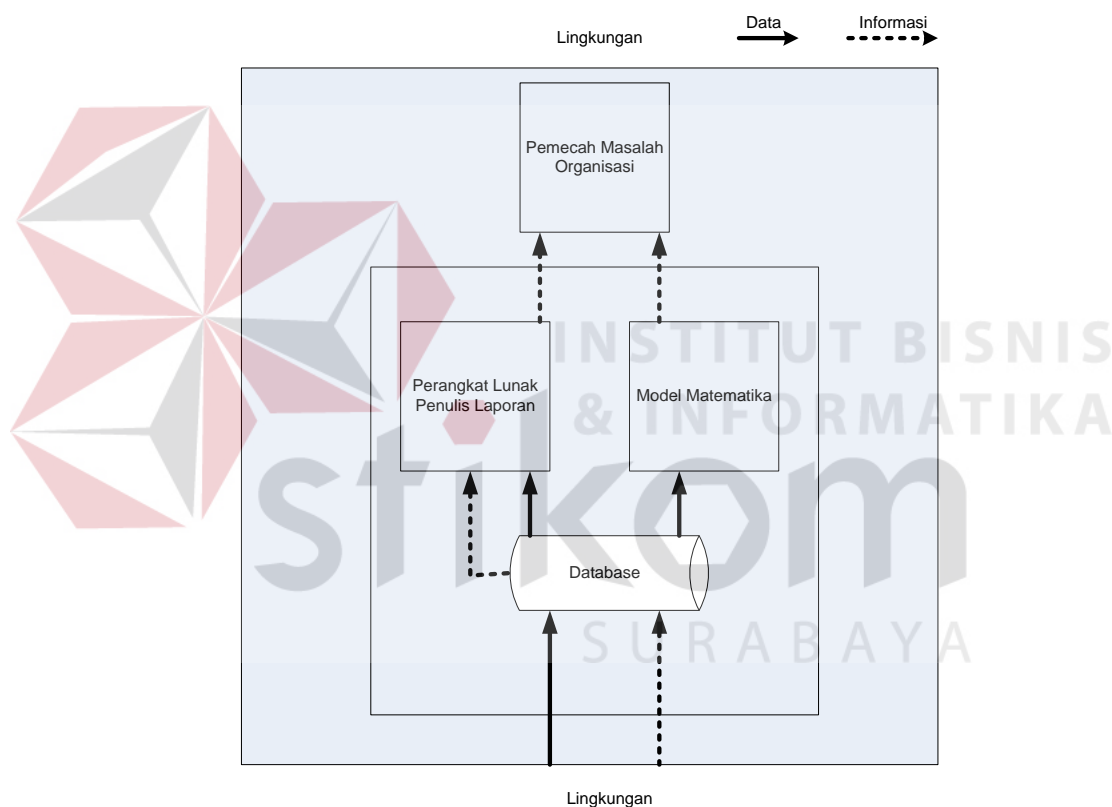 Lingkungan
Data
Informasi
Pemecah Masalah
Organisasi
Perangkat Lunak
Penulis Laporan
Model Matematika
Database
Lingkungan
INSTITUT BISNIS
& INFORMATIKA
stikom
SURABAYA